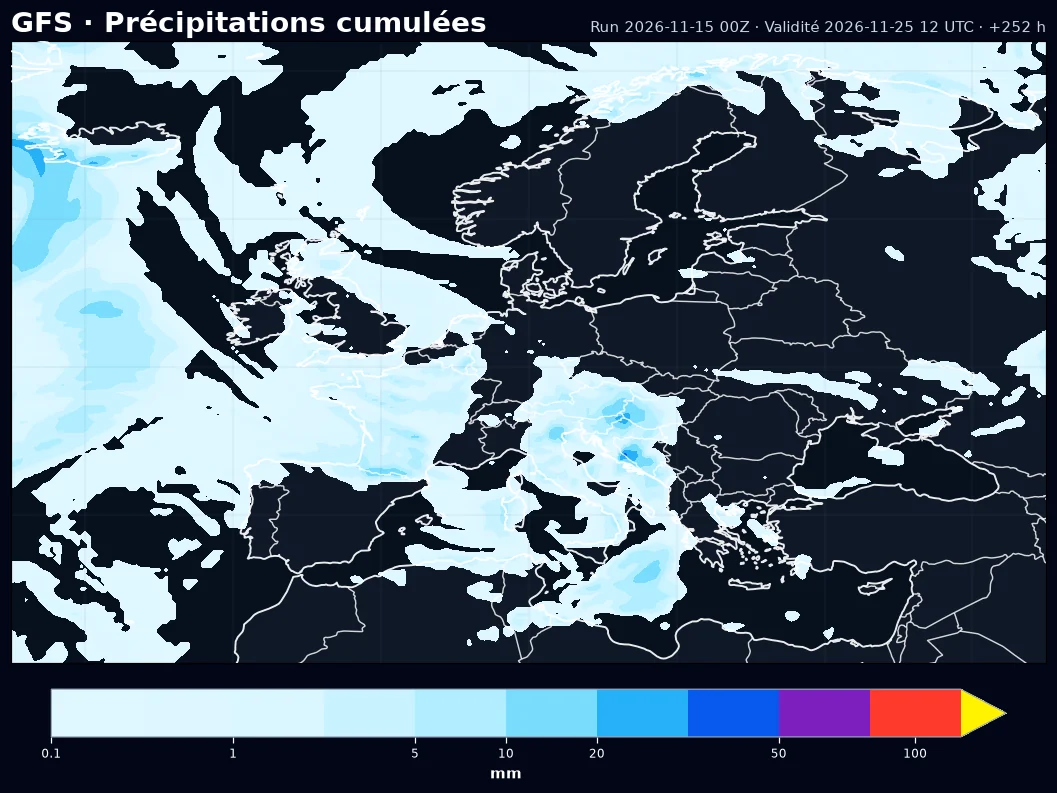 GFS · Précipitations cumulées
Run 2026-11-15 00Z · Validité 2026-11-25 12 UTC · +252 h
0.1 1 5 10 20 50 100
mm